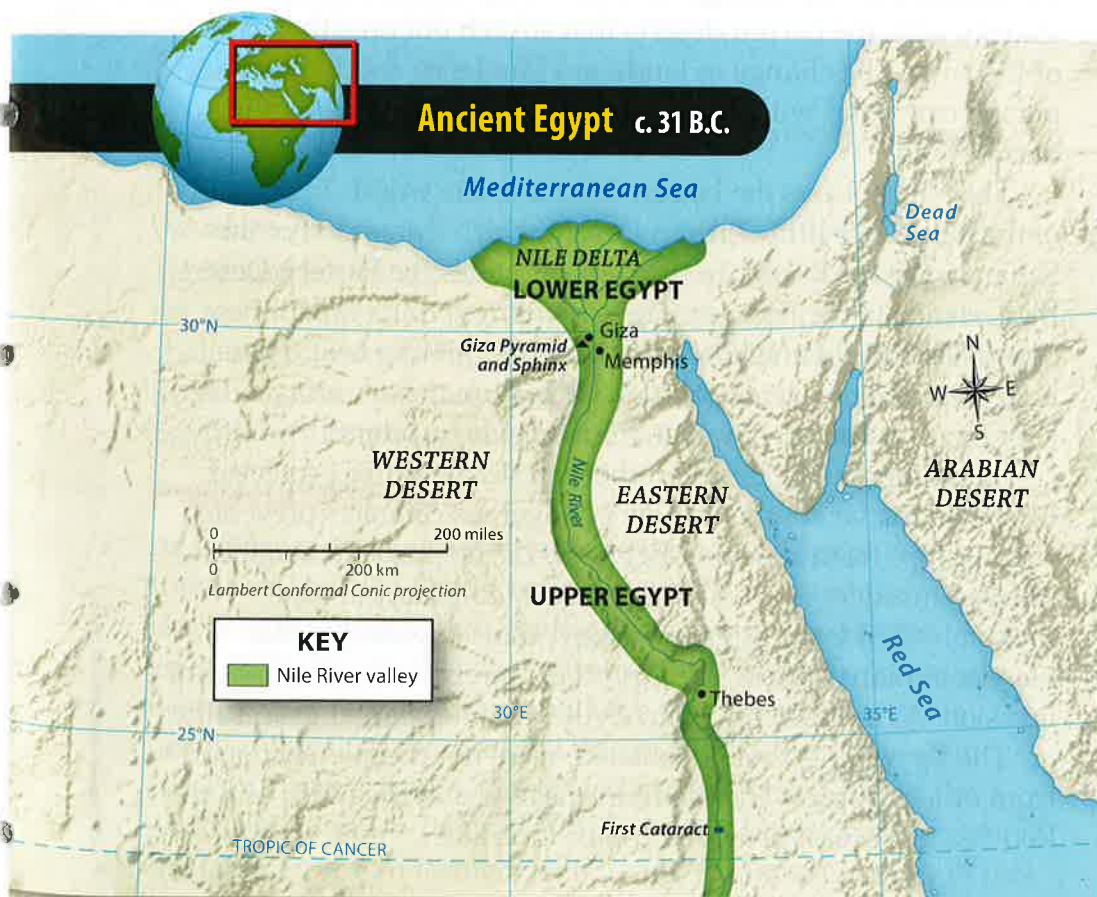 Ancient Egypt c. 31 B.C.
Mediterranean Sea
Dead
Sea
NILE DELTA
LOWER EGYPT
30°N
Giza
Giza Pyramid
and Sphinx
Memphis
N
W E
S
WESTERN
DESERT
Nile River
EASTERN
DESERT
ARABIAN
DESERT
0 200 miles
0 200 km
Lambert Conformal Conic projection
UPPER EGYPT
KEY
Nile River valley
Red Sea
Thebes
30°E
35°E
25°N
First Cataract
TROPIC OF CANCER